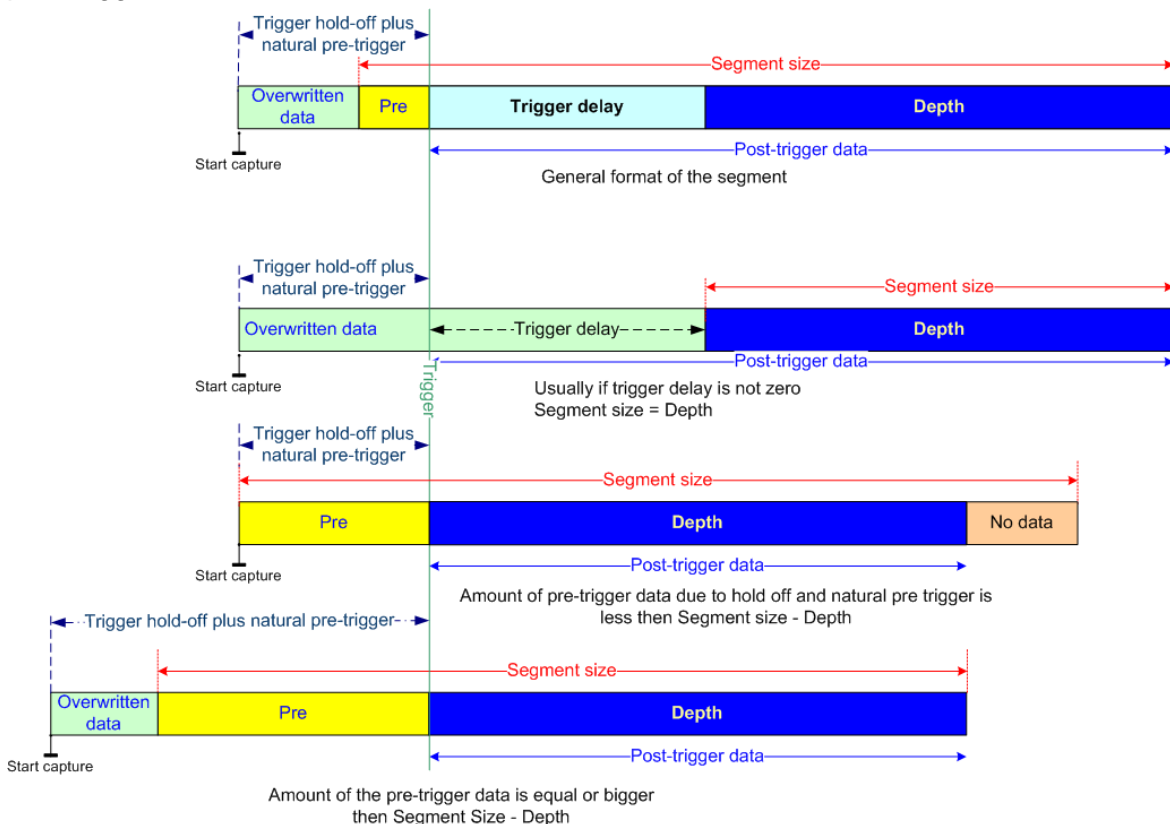 Trigger hold-off plus
natural pre-trigger
Segment size
Overwritten
data
Pre
Trigger delay
Depth
Start capture
Post-trigger data
General format of the segment
Trigger hold-off plus
natural pre-trigger
Segment size
Overwritten data
Trigger delay
Depth
Post-trigger data
Start capture
Trigger
Usually if trigger delay is not zero
Segment size = Depth
Trigger hold-off plus
natural pre-trigger
Segment size
Pre
Depth
No data
Post-trigger data
Start capture
Amount of pre-trigger data due to hold off and natural pre trigger is
less then Segment size - Depth
Trigger hold-off plus natural pre-trigger
Segment size
Overwritten
data
Pre
Depth
Post-trigger data
Start capture
Amount of the pre-trigger data is equal or bigger
then Segment Size - Depth